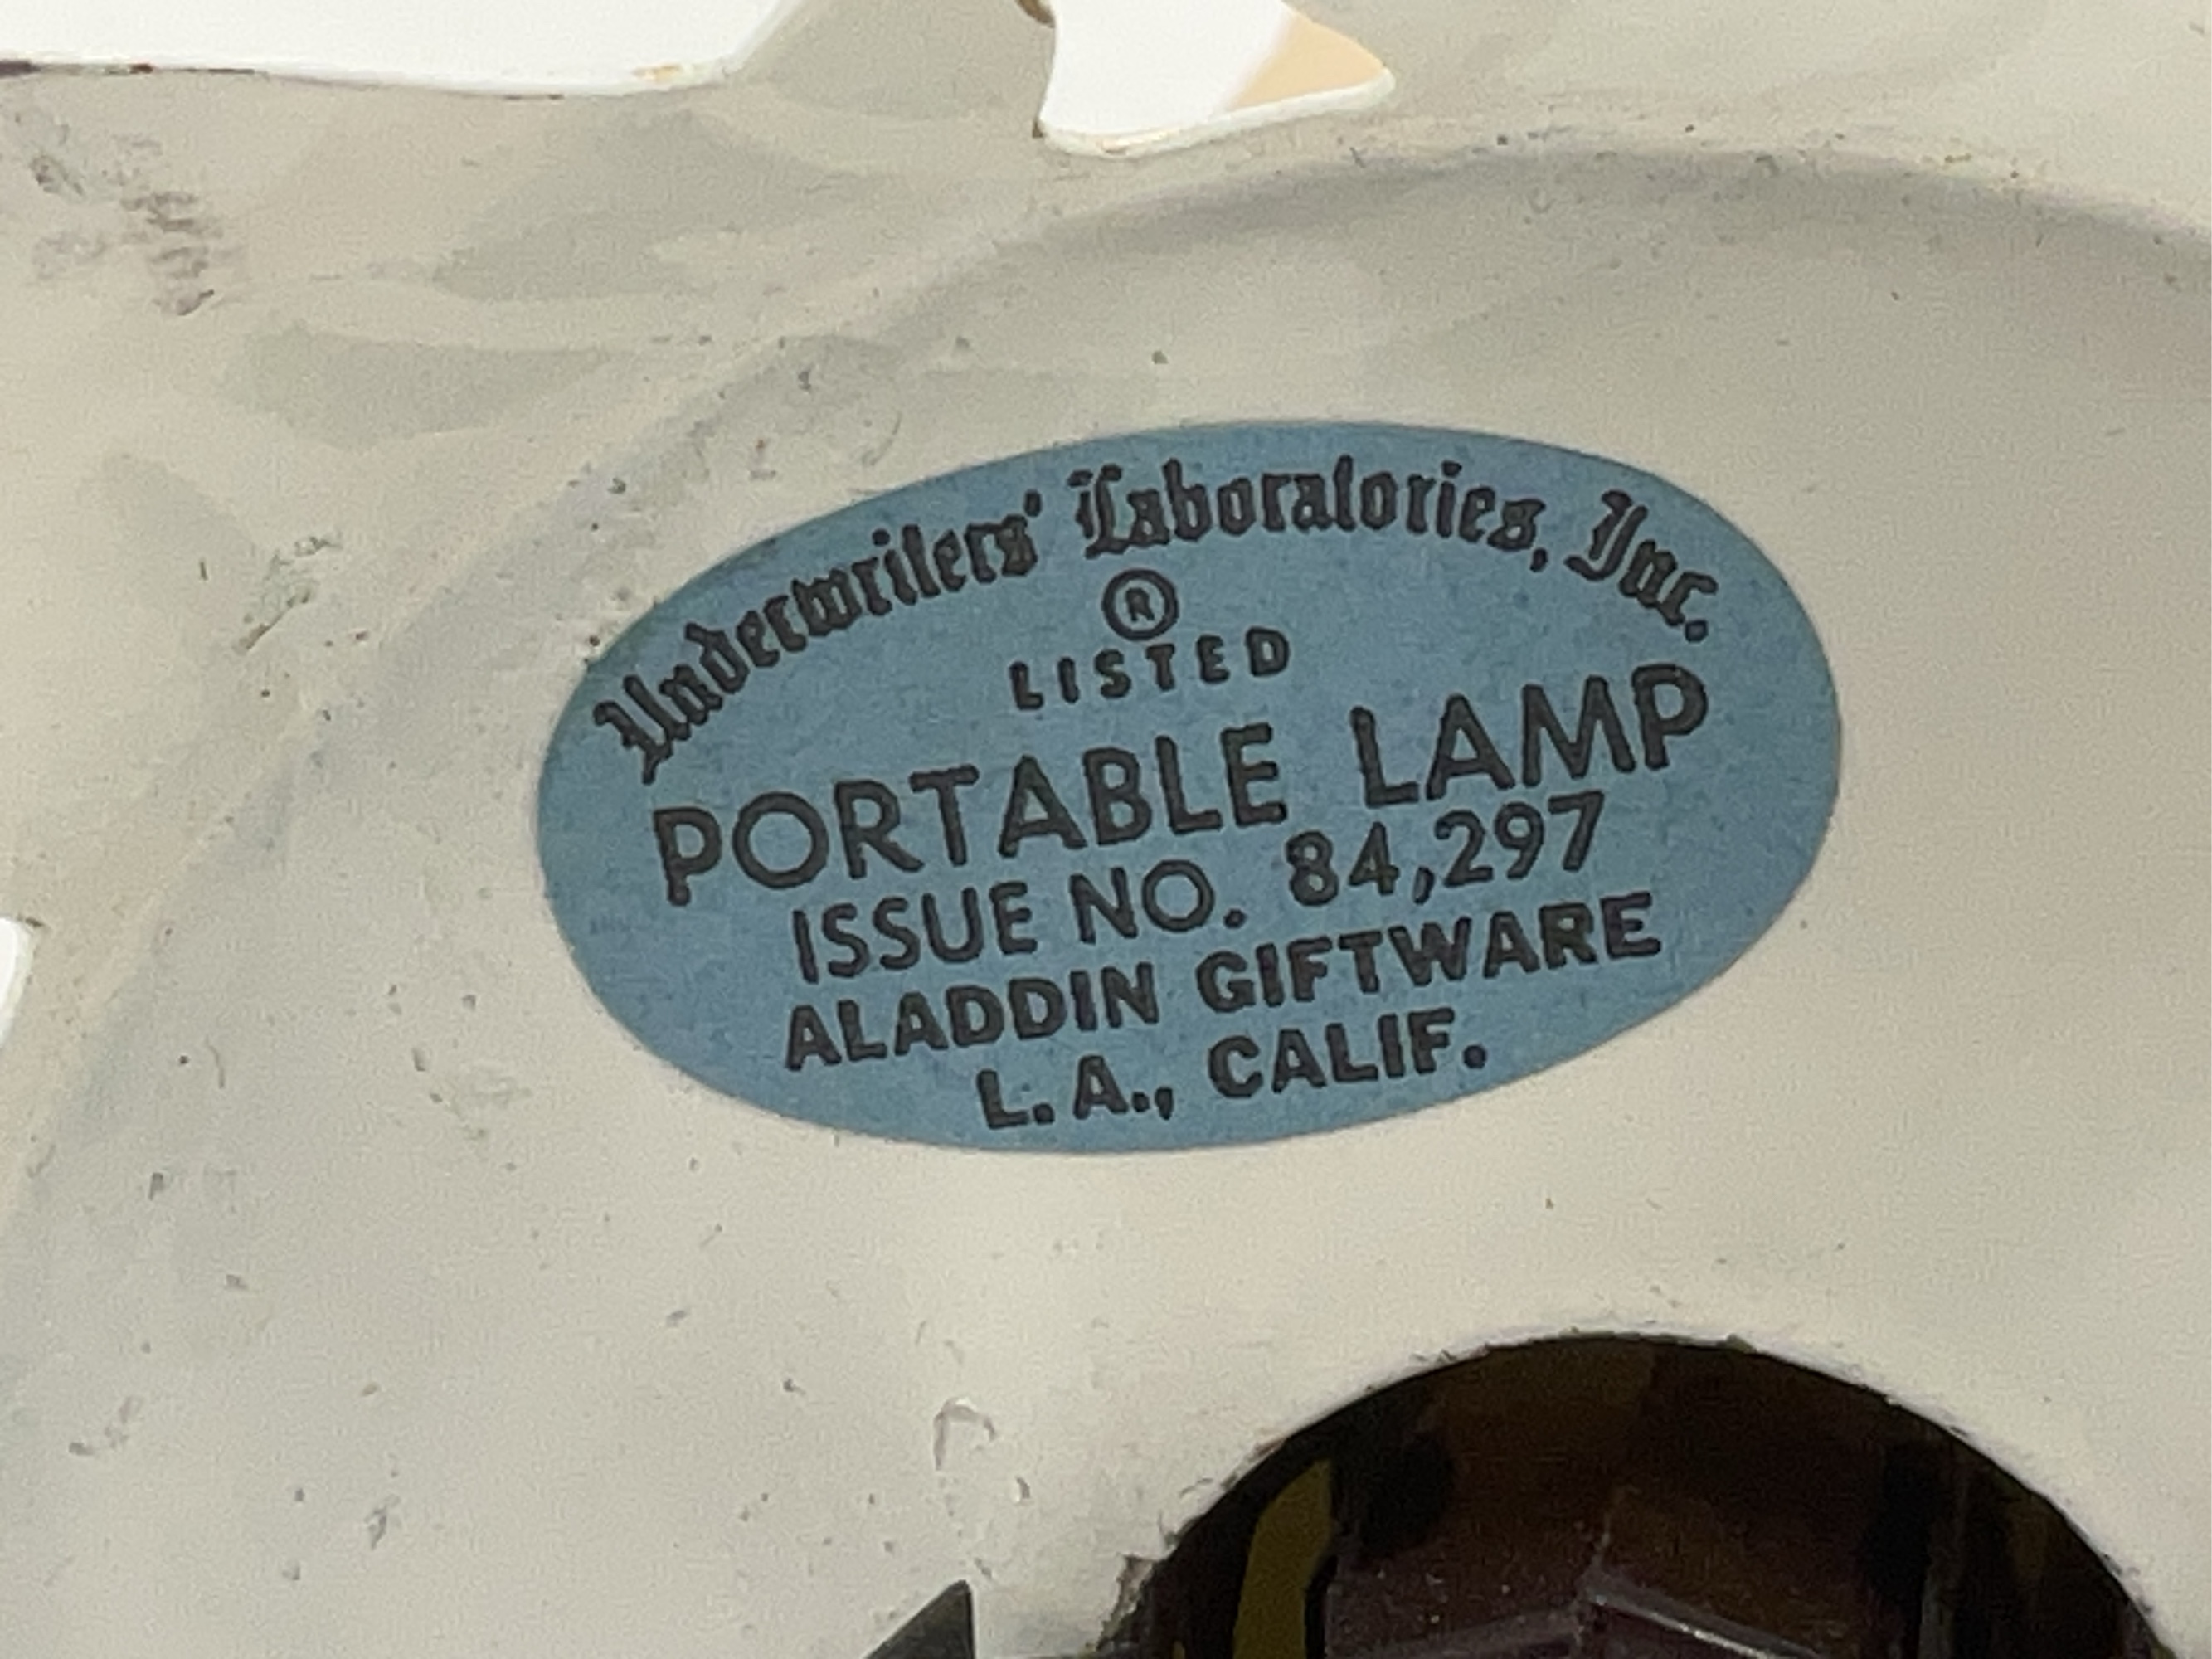 Underwriters' Laboratories, Inc.
®
LISTED
PORTABLE LAMP
ISSUE NO. 84,297
ALADDIN GIFTWARE
L. A., CALIF.